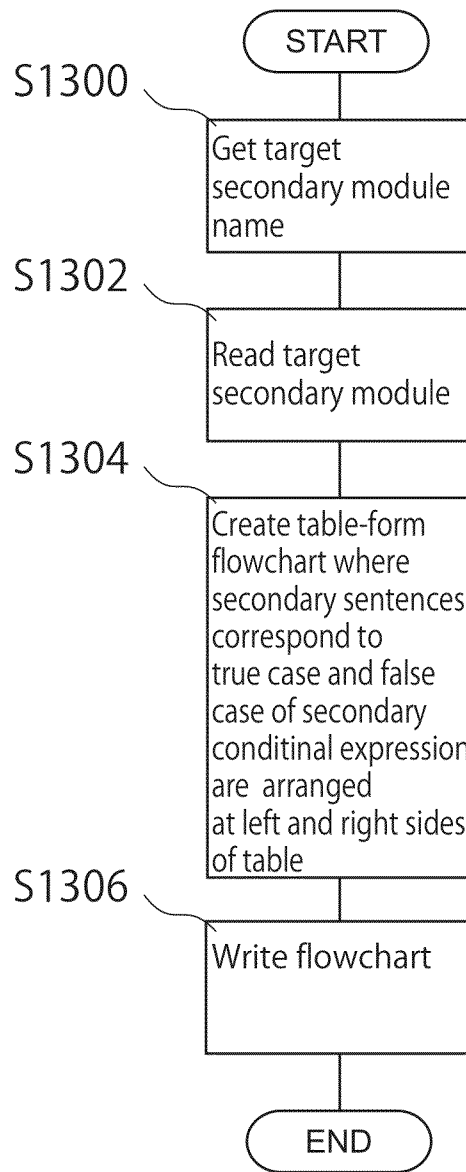 START
S1300
Get target
secondary module
name
S1302
Read target
secondary module
S1304
Create table-form
flowchart where
secondary sentences
correspond to
true case and false
case of secondary
conditinal expression
are arranged
at left and right sides
of table
S1306
Write flowchart
END